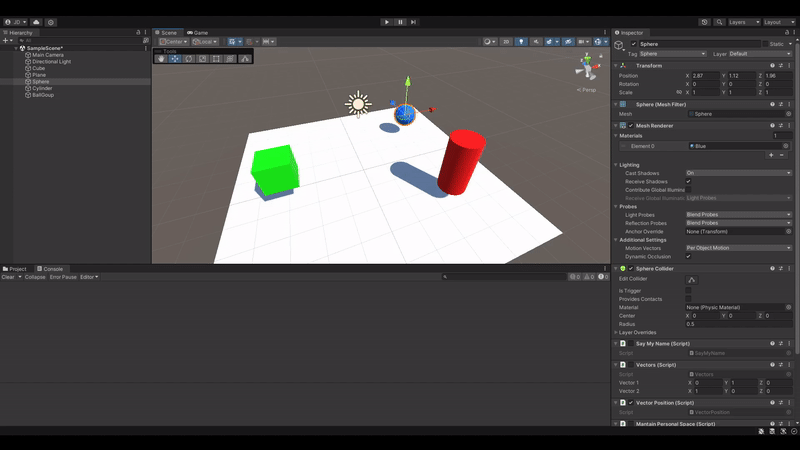 JD
Layers
Layout
Hierarchy
All
SampleScene*
Main Camera
Directional Light
Cube
Plane
Sphere
Cylinder
BallGoup
Scene
Game
Center
Local
2D
Tools
y
Persp
Project
Console
Clear
Collapse
Error Pause
Editor
0
0
0
Inspector
Sphere
Static
Tag Sphere
Layer Default
Transform
Position X 2.87 Y 1.12 Z 1.96
Rotation X 0 Y 0 Z 0
Scale X 1 Y 1 Z 1
Sphere (Mesh Filter)
Mesh Sphere
Mesh Renderer
Materials 1
Element 0 Blue
Lighting
Cast Shadows On
Receive Shadows
Contribute Global Illumina
Receive Global Illuminati Light Probes
Probes
Light Probes Blend Probes
Reflection Probes Blend Probes
Anchor Override None (Transform)
Additional Settings
Motion Vectors Per Object Motion
Dynamic Occlusion
Sphere Collider
Edit Collider
Is Trigger
Provides Contacts
Material None (Physic Material)
Center X 0 Y 0 Z 0
Radius 0.5
Layer Overrides
Say My Name (Script)
Script SayMyName
Vectors (Script)
Script Vectors
Vector 1 X 0 Y 1 Z 0
Vector 2 X 1 Y 0 Z 0
Vector Position (Script)
Script VectorPosition
Mentain Personal Space (Script)